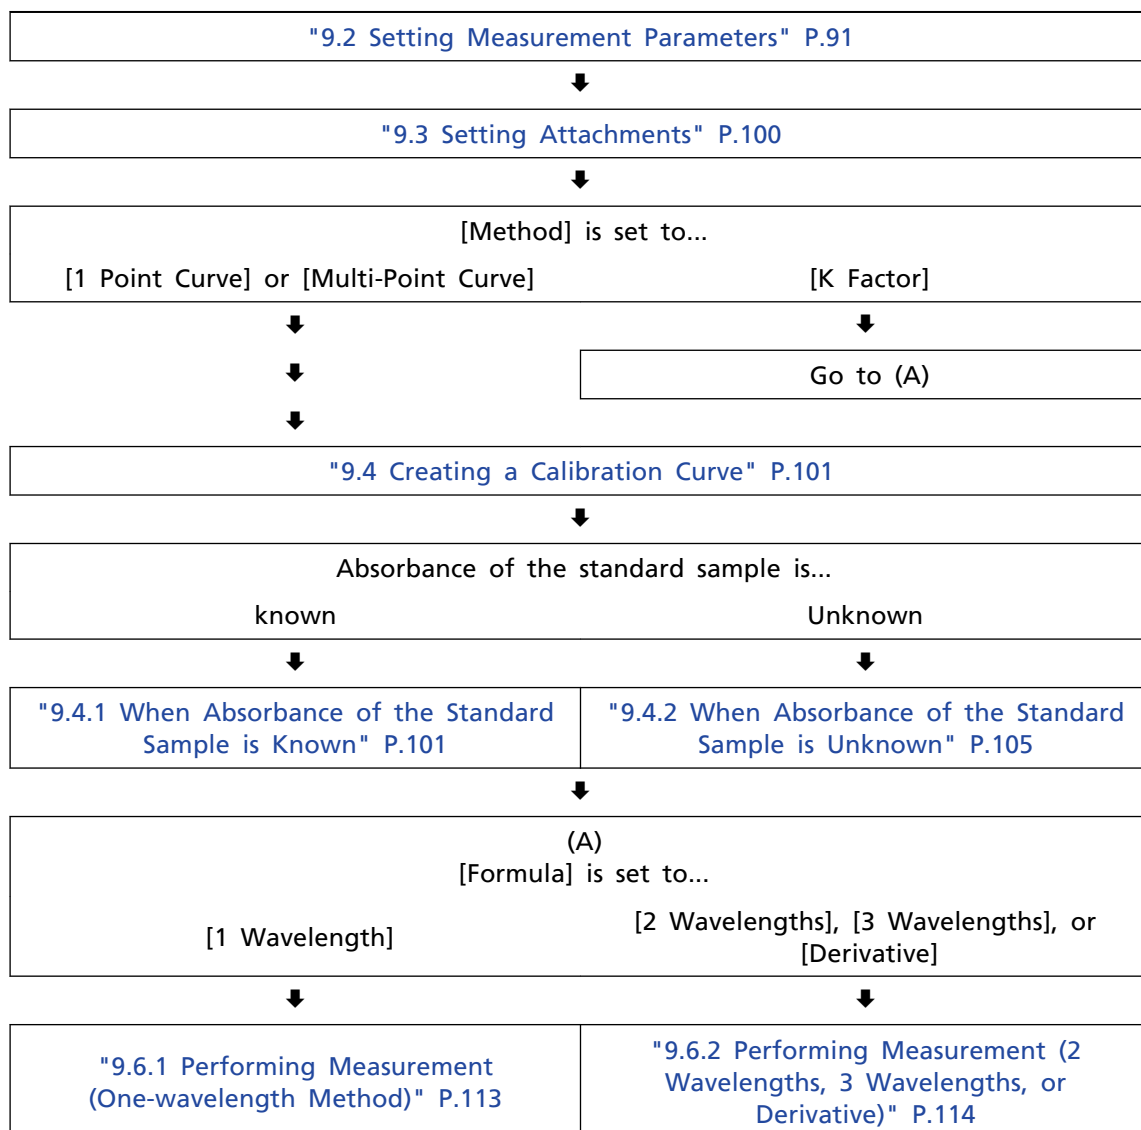 "9.2 Setting Measurement Parameters" P.91
"9.3 Setting Attachments" P.100
[Method] is set to...
[1 Point Curve] or [Multi-Point Curve]
[K Factor]
Go to (A)
"9.4 Creating a Calibration Curve" P.101
Absorbance of the standard sample is...
known
Unknown
"9.4.1 When Absorbance of the Standard
Sample is Known" P.101
"9.4.2 When Absorbance of the Standard
Sample is Unknown" P.105
(A)
[Formula] is set to...
[1 Wavelength]
[2 Wavelengths], [3 Wavelengths], or
[Derivative]
"9.6.1 Performing Measurement
(One-wavelength Method)" P.113
"9.6.2 Performing Measurement (2
Wavelengths, 3 Wavelengths, or
Derivative)" P.114